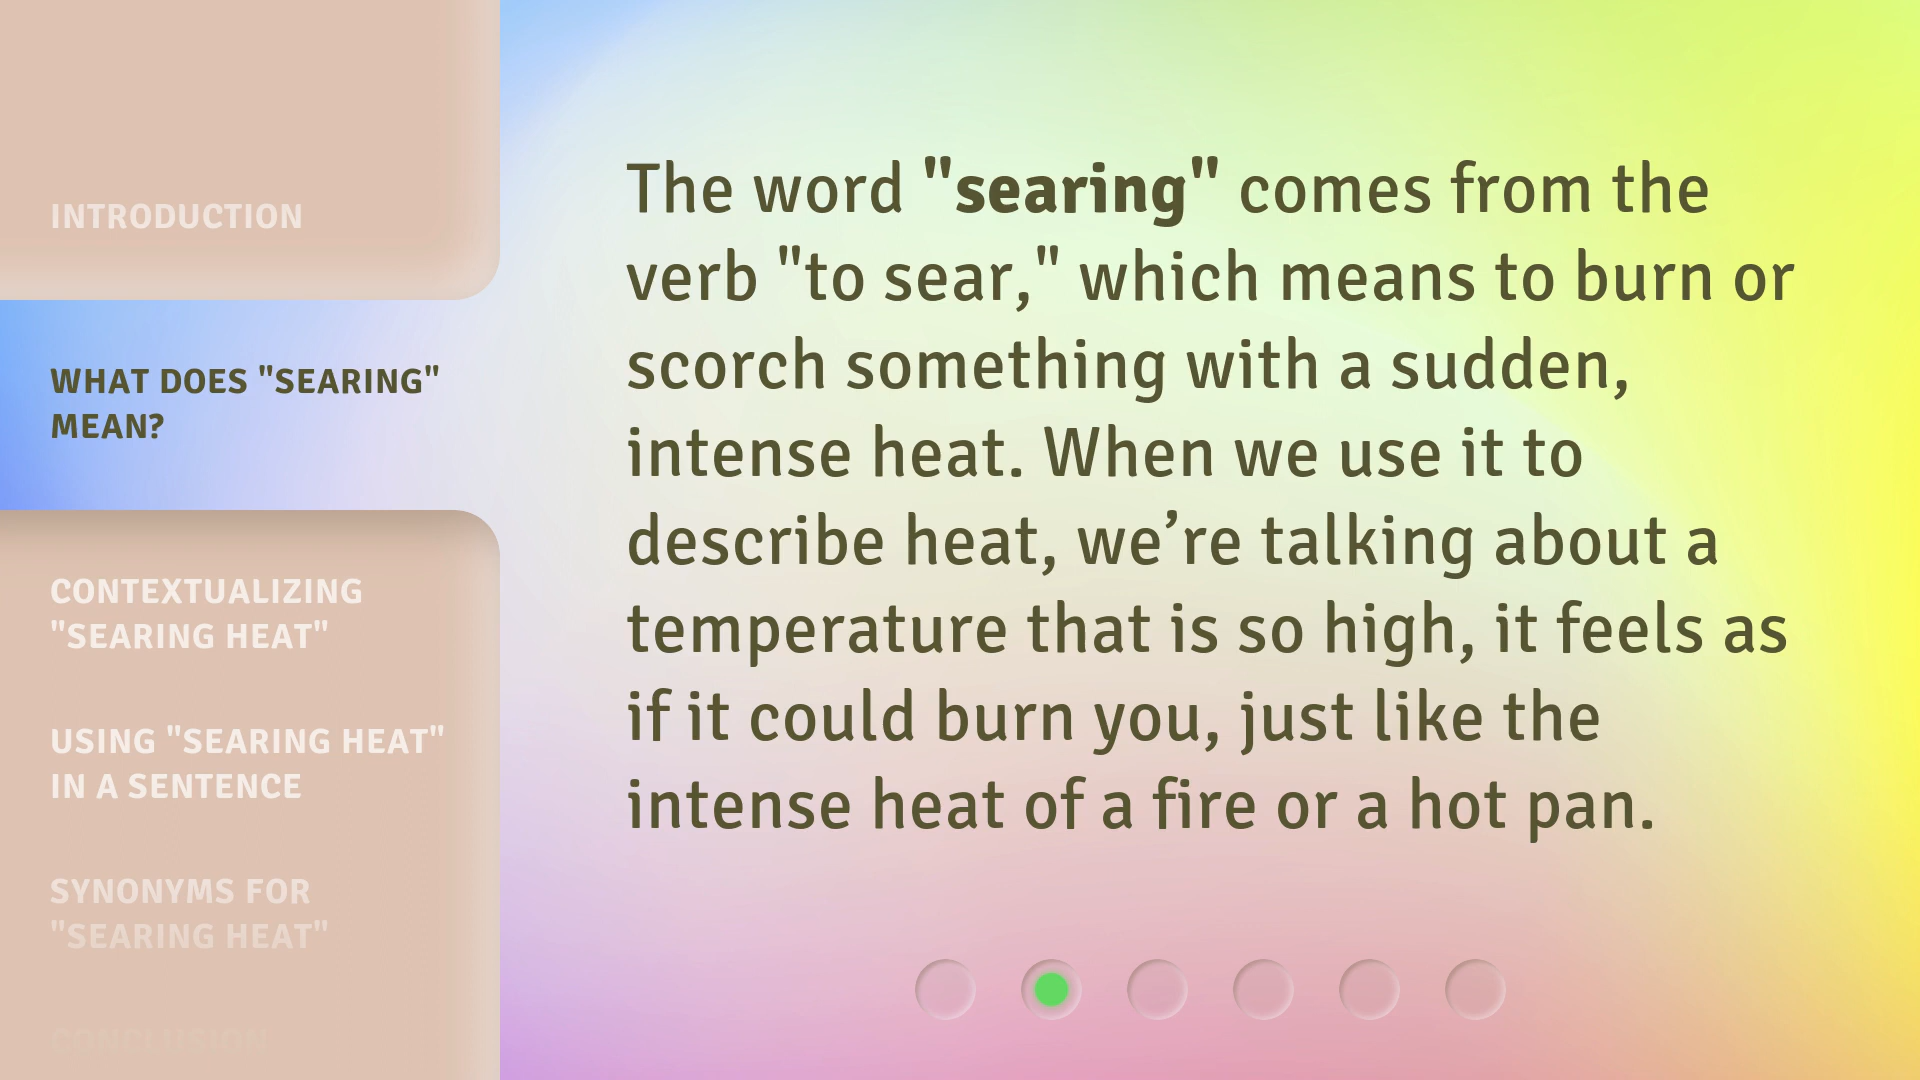 INTRODUCTION
WHAT DOES "SEARING"
MEAN?
CONTEXTUALIZING
"SEARING HEAT"
USING "SEARING HEAT"
IN A SENTENCE
SYNONYMS FOR
"SEARING HEAT"
CONCLUSION
The word "searing" comes from the
verb "to sear," which means to burn or
scorch something with a sudden,
intense heat. When we use it to
describe heat, we’re talking about a
temperature that is so high, it feels as
if it could burn you, just like the
intense heat of a fire or a hot pan.